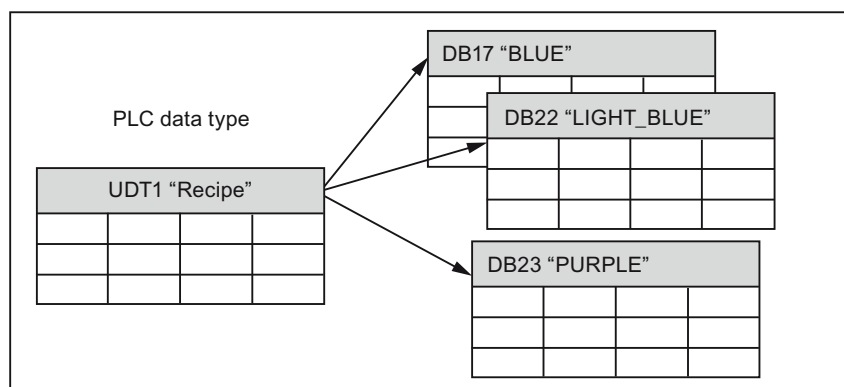 DB17 “BLUE”
PLC data type
DB22 “LIGHT_BLUE”
UDT1 “Recipe”
DB23 “PURPLE”